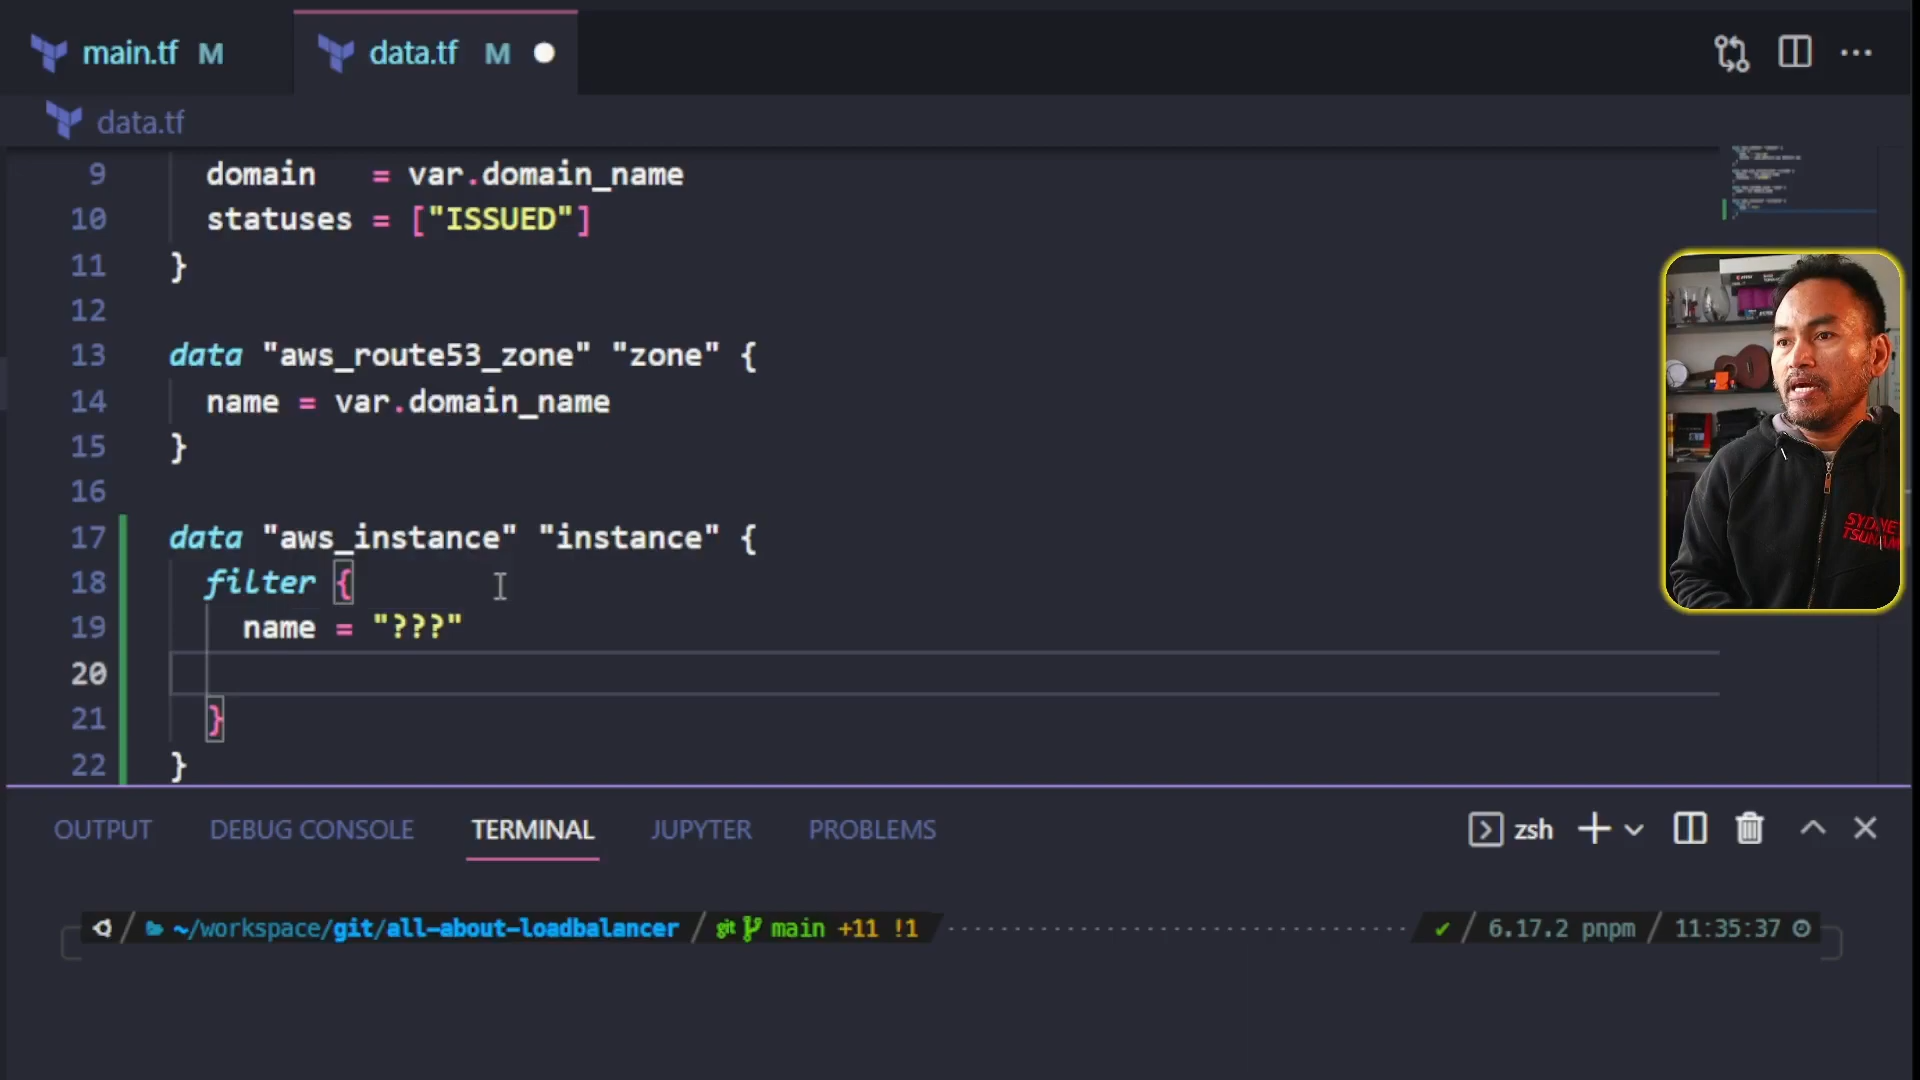 main.tf M data.tf M
data.tf
9 domain = var.domain_name
10 statuses = ["ISSUED"]
11 }
12
13 data "aws_route53_zone" "zone" {
14 name = var.domain_name
15 }
16
17 data "aws_instance" "instance" {
18 filter {
19 name = "???"
20
21 }
22 }
SYDNE
TSUNAM
OUTPUT DEBUG CONSOLE TERMINAL JUPYTER PROBLEMS zsh
~/workspace/git/all-about-loadbalancer git main +11 !1 ✔ 6.17.2 pnpm 11:35:37